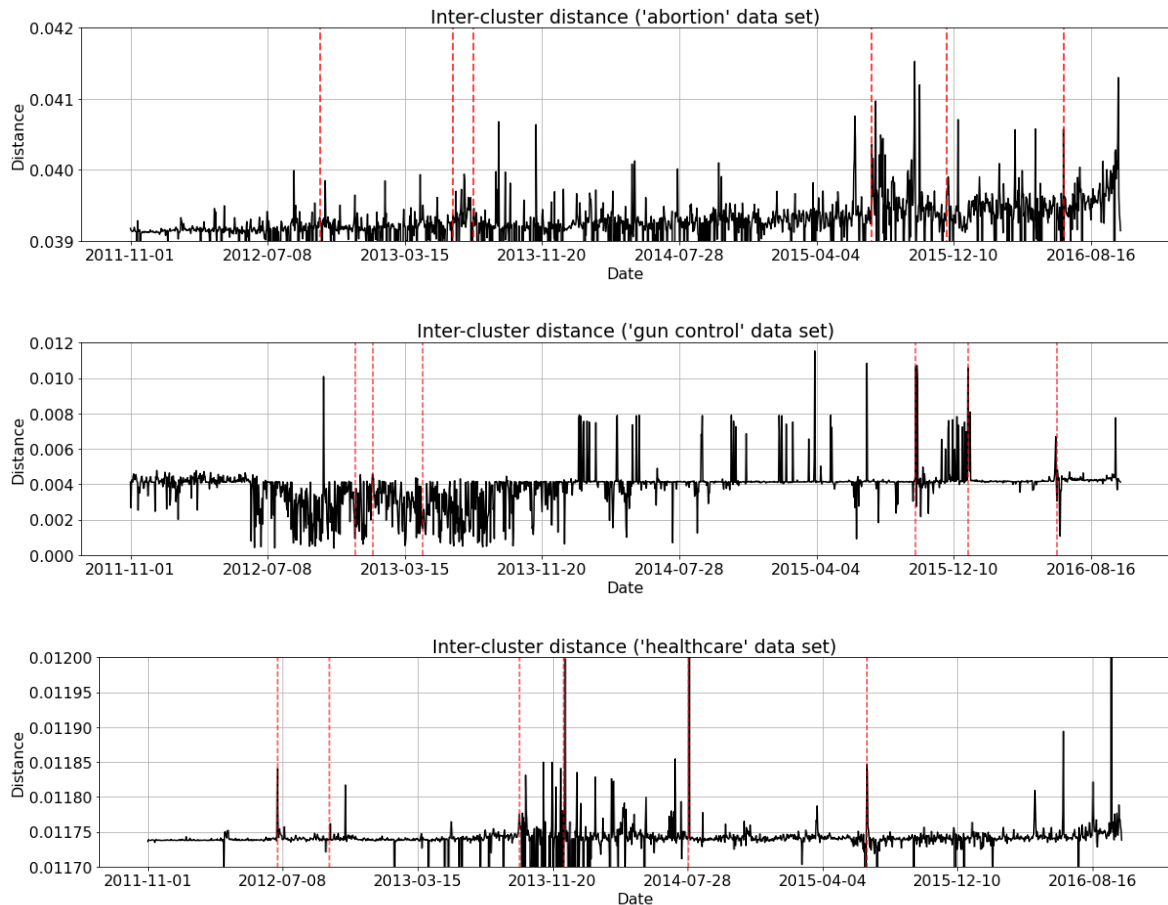 Inter-cluster distance ('abortion' data set)
0.042
0.041
0.040
0.039
Distance
2011-11-01 2012-07-08 2013-03-15 2013-11-20 2014-07-28 2015-04-04 2015-12-10 2016-08-16
Date
Inter-cluster distance ('gun control' data set)
0.012
0.010
0.008
0.006
0.004
0.002
0.000
Distance
2011-11-01 2012-07-08 2013-03-15 2013-11-20 2014-07-28 2015-04-04 2015-12-10 2016-08-16
Date
Inter-cluster distance ('healthcare' data set)
0.01200
0.01195
0.01190
0.01185
0.01180
0.01175
0.01170
Distance
2011-11-01 2012-07-08 2013-03-15 2013-11-20 2014-07-28 2015-04-04 2015-12-10 2016-08-16
Date